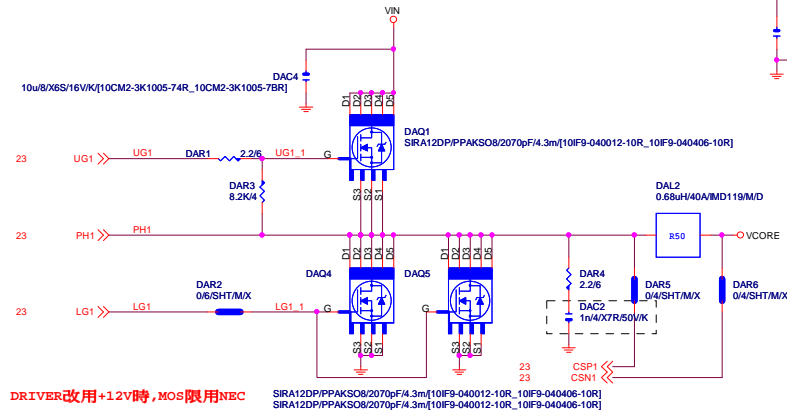 VIN
DAC4
10u/8/X6S/16V/K/[10CM2-3K1005-74R_10CM2-3K1005-7BR]
D1 D2 D3 D4 D5
DAQ1
SIRA12DP/PPAKSO8/2070pF/4.3m/[10IF9-040012-10R_10IF9-040406-10R]
23 UG1 UG1 DAR1 2.2/6 UG1_1 G
S3 S2 S1
DAR3
8.2K/4
DAL2
0.68uH/40A/IMD119/M/D
23 PH1 PH1
R50
VCORE
D1 D2 D3 D4 D5
D1 D2 D3 D4 D5
DAQ4
DAQ5
DAR2
0/6/SHT/M/X
DAR4
2.2/6
DAR5
0/4/SHT/M/X
DAR6
0/4/SHT/M/X
23 LG1 LG1 LG1_1 G
G
DAC2
1n/4/X7R/50V/K
S3 S2 S1
S3 S2 S1
23 CSP1
23 CSN1
DRIVER改用+12V時,MOS限用NEC
SIRA12DP/PPAKSO8/2070pF/4.3m/[10IF9-040012-10R_10IF9-040406-10R]
SIRA12DP/PPAKSO8/2070pF/4.3m/[10IF9-040012-10R_10IF9-040406-10R]